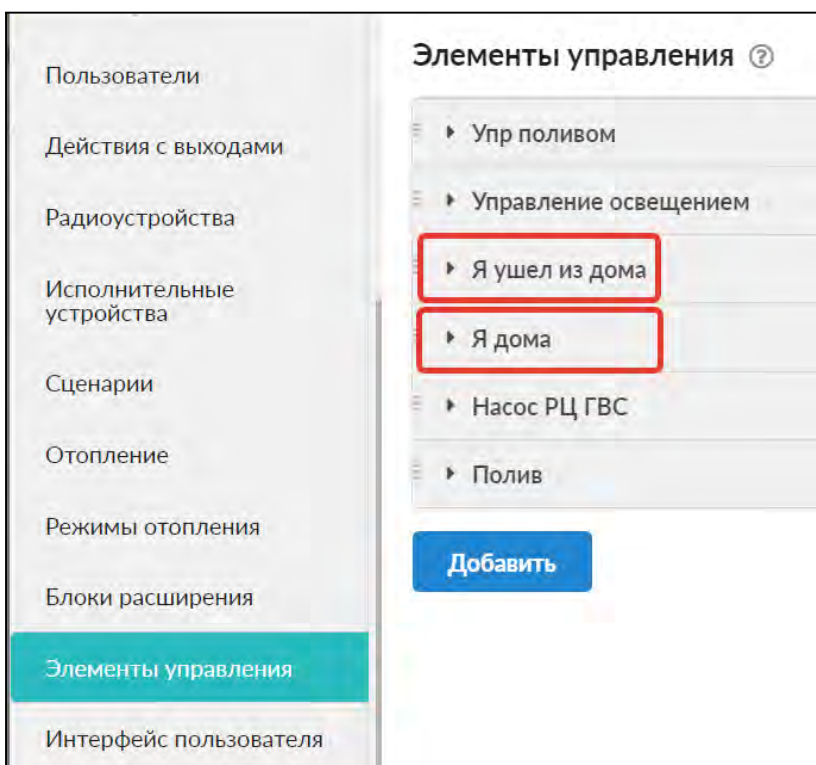 Пользователи
Действия с выходами
Радиоустройства
Исполнительные
устройства
Сценарии
Отопление
Режимы отопления
Блоки расширения
Элементы управления
Интерфейс пользователя
Элементы управления ?
Упр поливом
Управление освещением
Я ушел из дома
Я дома
Насос РЦ ГВС
Полив
Добавить